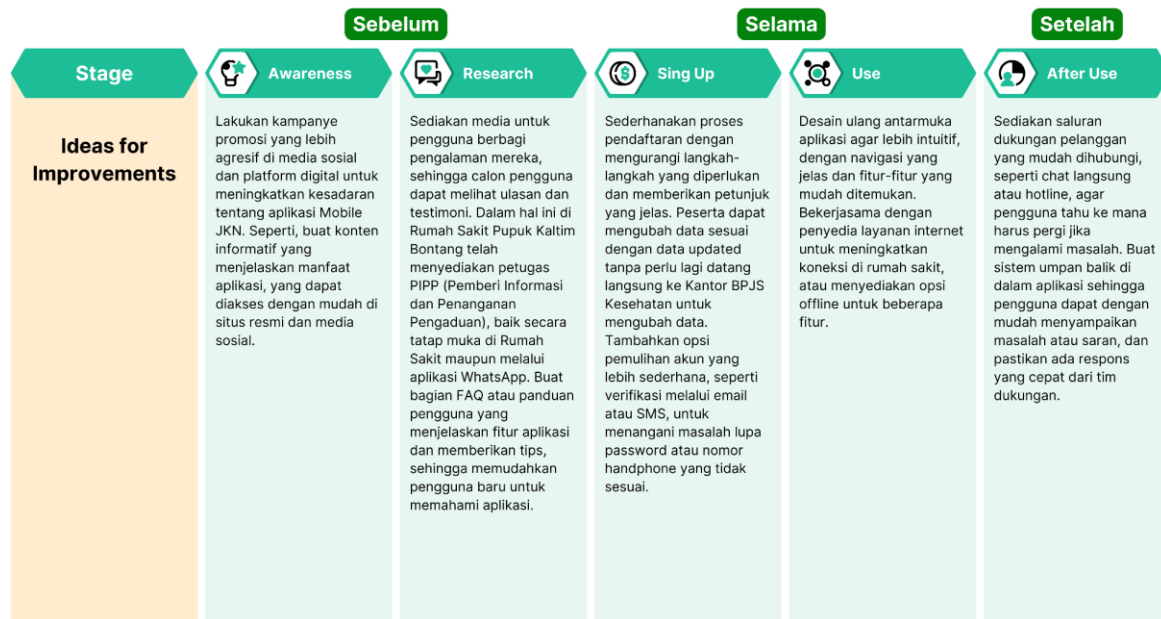 Sebelum
Selama
Setelah
Stage
Awareness
Research
Sing Up
Use
After Use
Ideas for
Improvements
Lakukan kampanye
promosi yang lebih
agresif di media sosial
dan platform digital untuk
meningkatkan kesadaran
tentang aplikasi Mobile
JKN. Seperti, buat konten
informatif yang
menjelaskan manfaat
aplikasi, yang dapat
diakses dengan mudah di
situs resmi dan media
sosial.
Sediakan media untuk
pengguna berbagi
pengalaman mereka,
sehingga calon pengguna
dapat melihat ulasan dan
testimoni. Dalam hal ini di
Rumah Sakit Pupuk Kaltim
Bontang telah
menyediakan petugas
PIPP (Pemberi Informasi
dan Penanganan
Pengaduan), baik secara
tatap muka di Rumah
Sakit maupun melalui
aplikasi WhatsApp. Buat
bagian FAQ atau panduan
pengguna yang
menjelaskan fitur aplikasi
dan memberikan tips,
sehingga memudahkan
pengguna baru untuk
memahami aplikasi.
Sederhanakan proses
pendaftaran dengan
mengurangi langkah-
langkah yang diperlukan
dan memberikan petunjuk
yang jelas. Peserta dapat
mengubah data sesuai
dengan data updated
tanpa perlu lagi datang
langsung ke Kantor BPJS
Kesehatan untuk
mengubah data.
Tambahkan opsi
pemulihan akun yang
lebih sederhana, seperti
verifikasi melalui email
atau SMS, untuk
menangani masalah lupa
password atau nomor
handphone yang tidak
sesuai.
Desain ulang antarmuka
aplikasi agar lebih intuitif,
dengan navigasi yang
jelas dan fitur-fitur yang
mudah ditemukan.
Bekerjasama dengan
penyedia layanan internet
untuk meningkatkan
koneksi di rumah sakit,
atau menyediakan opsi
offline untuk beberapa
fitur.
Sediakan saluran
dukungan pelanggan
yang mudah dihubungi,
seperti chat langsung
atau hotline, agar
pengguna tahu ke mana
harus pergi jika
mengalami masalah. Buat
sistem umpan balik di
dalam aplikasi sehingga
pengguna dapat dengan
mudah menyampaikan
masalah atau saran, dan
pastikan ada respons
yang cepat dari tim
dukungan.